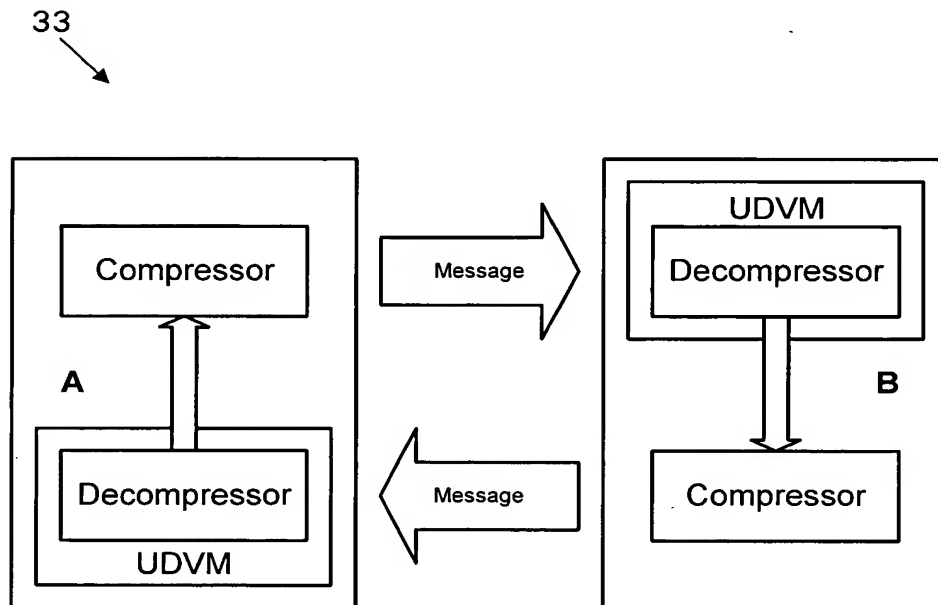 33
UDVM
Compressor
Message
Decompressor
A
B
Decompressor
Message
Compressor
UDVM